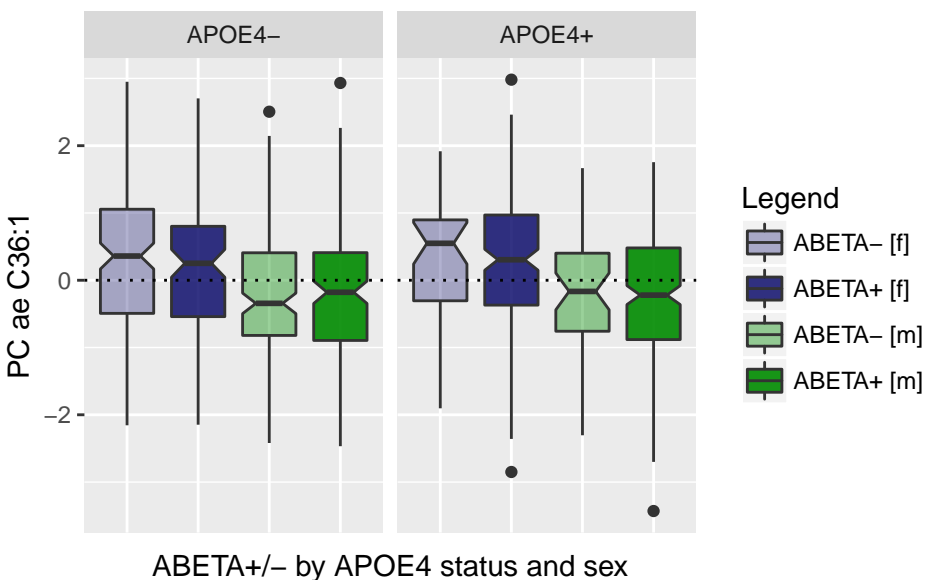 APOE4− APOE4+
2
0
−2
PC ae C36:1
ABETA+/− by APOE4 status and sex
Legend
ABETA− [f]
ABETA+ [f]
ABETA− [m]
ABETA+ [m]